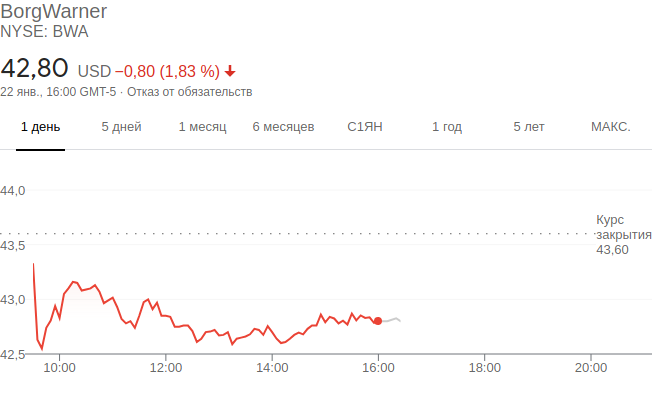 BorgWarner
NYSE: BWA
42,80 USD −0,80 (1,83 %)
22 янв., 16:00 GMT-5 · Отказ от обязательств
1 день 5 дней 1 месяц 6 месяцев С1ЯН 1 год 5 лет МАКС.
44,0
Курс
закрытия
43,60
43,5
43,0
42,5
10:00 12:00 14:00 16:00 18:00 20:00